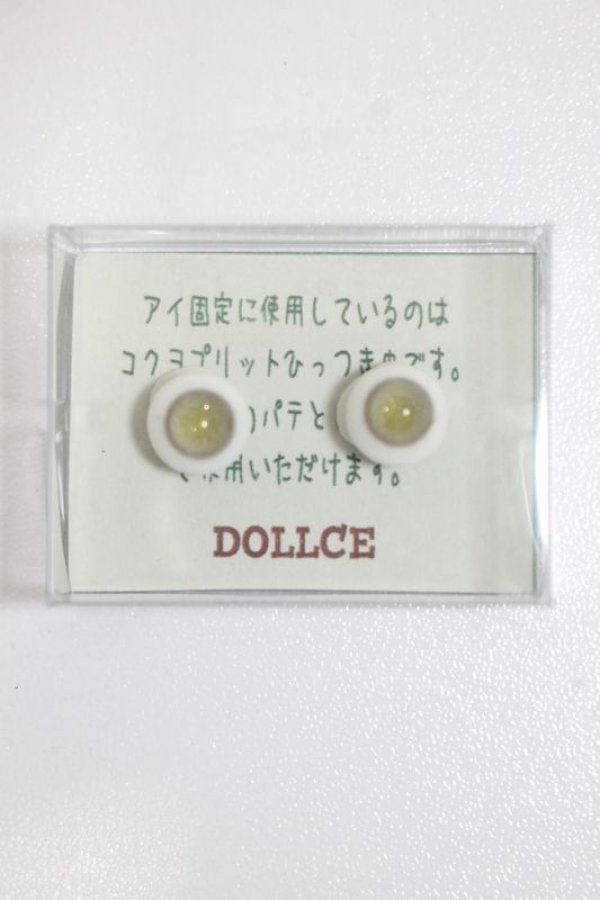 アイ固定に使用しているのは
コクヨプリットひっつき虫です。
パテと
用いただけます。
DOLLCE